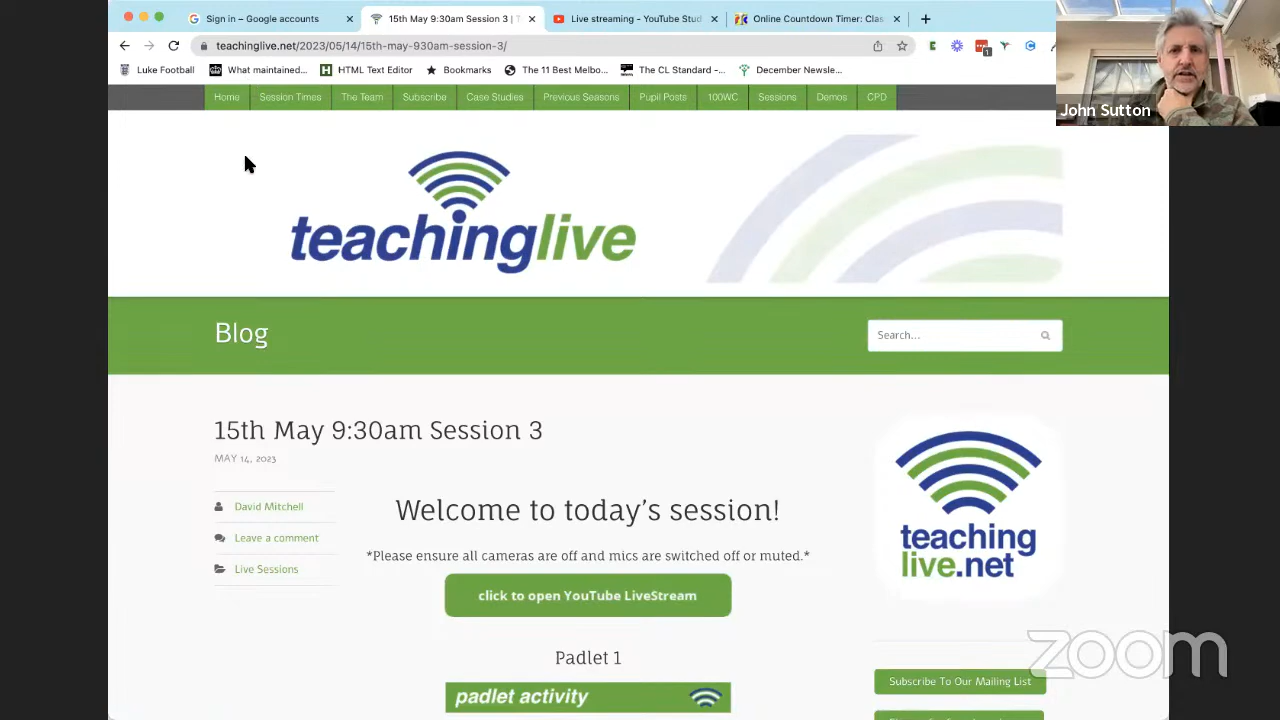 Sign in – Google accounts
15th May 9:30am Session 3 |
Live streaming - YouTube Stud
Online Countdown Timer: Clas
teachinglive.net/2023/05/14/15th-may-930am-session-3/
1
Luke Football
What maintained...
HTML Text Editor
Bookmarks
The 11 Best Melbo...
The CL Standard -...
December Newsle...
John Sutton
Home
Session Times
The Team
Subscribe
Case Studies
Previous Seasons
Pupil Posts
100WC
Sessions
Demos
CPD
teachinglive
Blog
Search...
15th May 9:30am Session 3
MAY 14, 2023
David Mitchell
Leave a comment
Live Sessions
Welcome to today's session!
*Please ensure all cameras are off and mics are switched off or muted.*
click to open YouTube LiveStream
Padlet 1
padlet activity
teaching
live.net
Subscribe To Our Mailing List
zoom